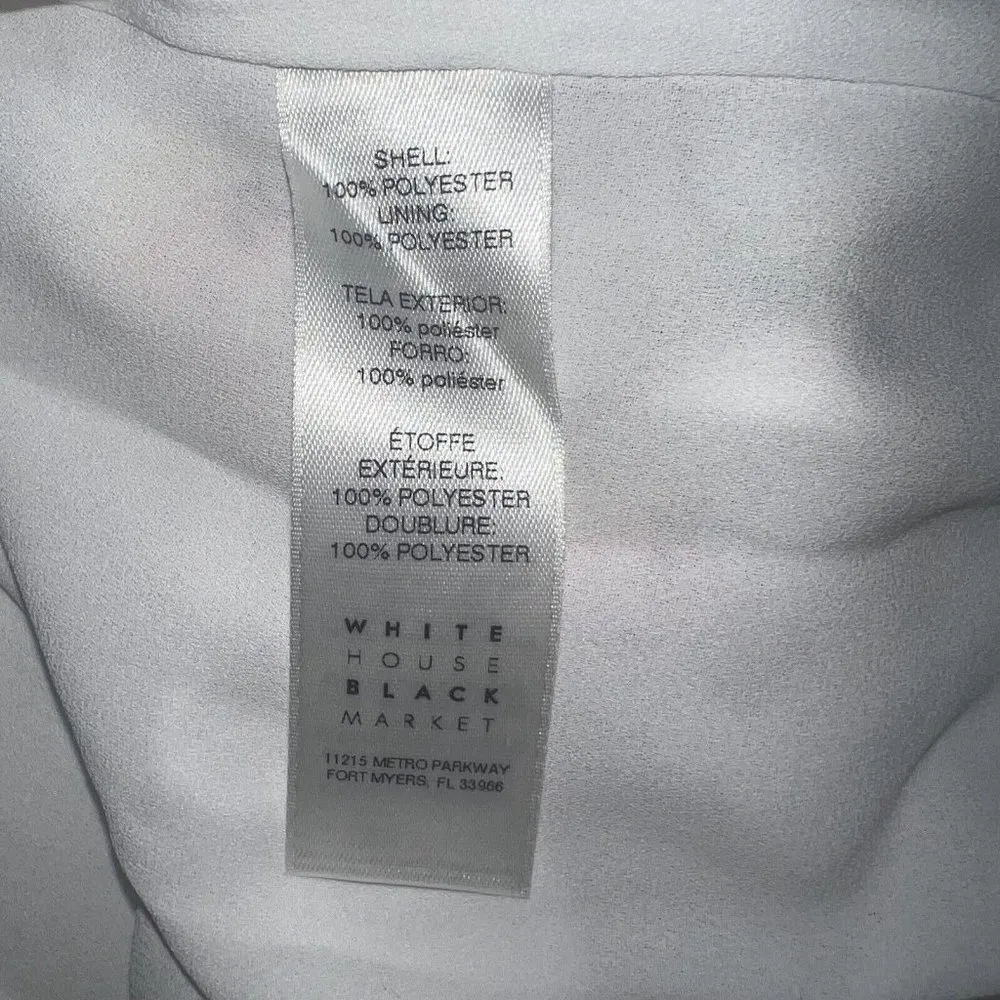 SHELL:
100% POLYESTER
LINING:
100% POLYESTER
TELA EXTERIOR:
100% poliéster
FORRO:
100% poliéster
ÉTOFFE
EXTÉRIEURE:
100% POLYESTER
DOUBLURE:
100% POLYESTER
WHITE
HOUSE
BLACK
MARKET
11215 METRO PARKWAY
FORT MYERS, FL 33966